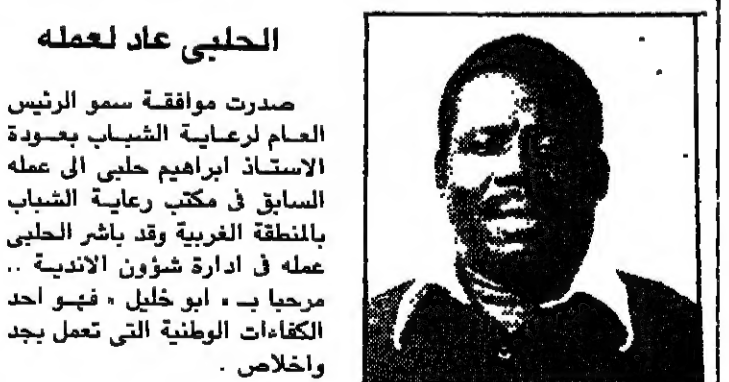 الحلبى عاد لعمله
صدرت موافقة سمو الرئيس
العام لرعاية الشباب بعودة
الاستاذ ابراهيم حلبى الى عمله
السابق فى مكتب رعاية الشباب
بالمنطقة الغربية وقد باشر الحلبى
عمله فى ادارة شؤون الاندية ..
مرحبا بـ « ابو خليل » فهو احد
الكفاءات الوطنية التى تعمل بجد
واخلاص .